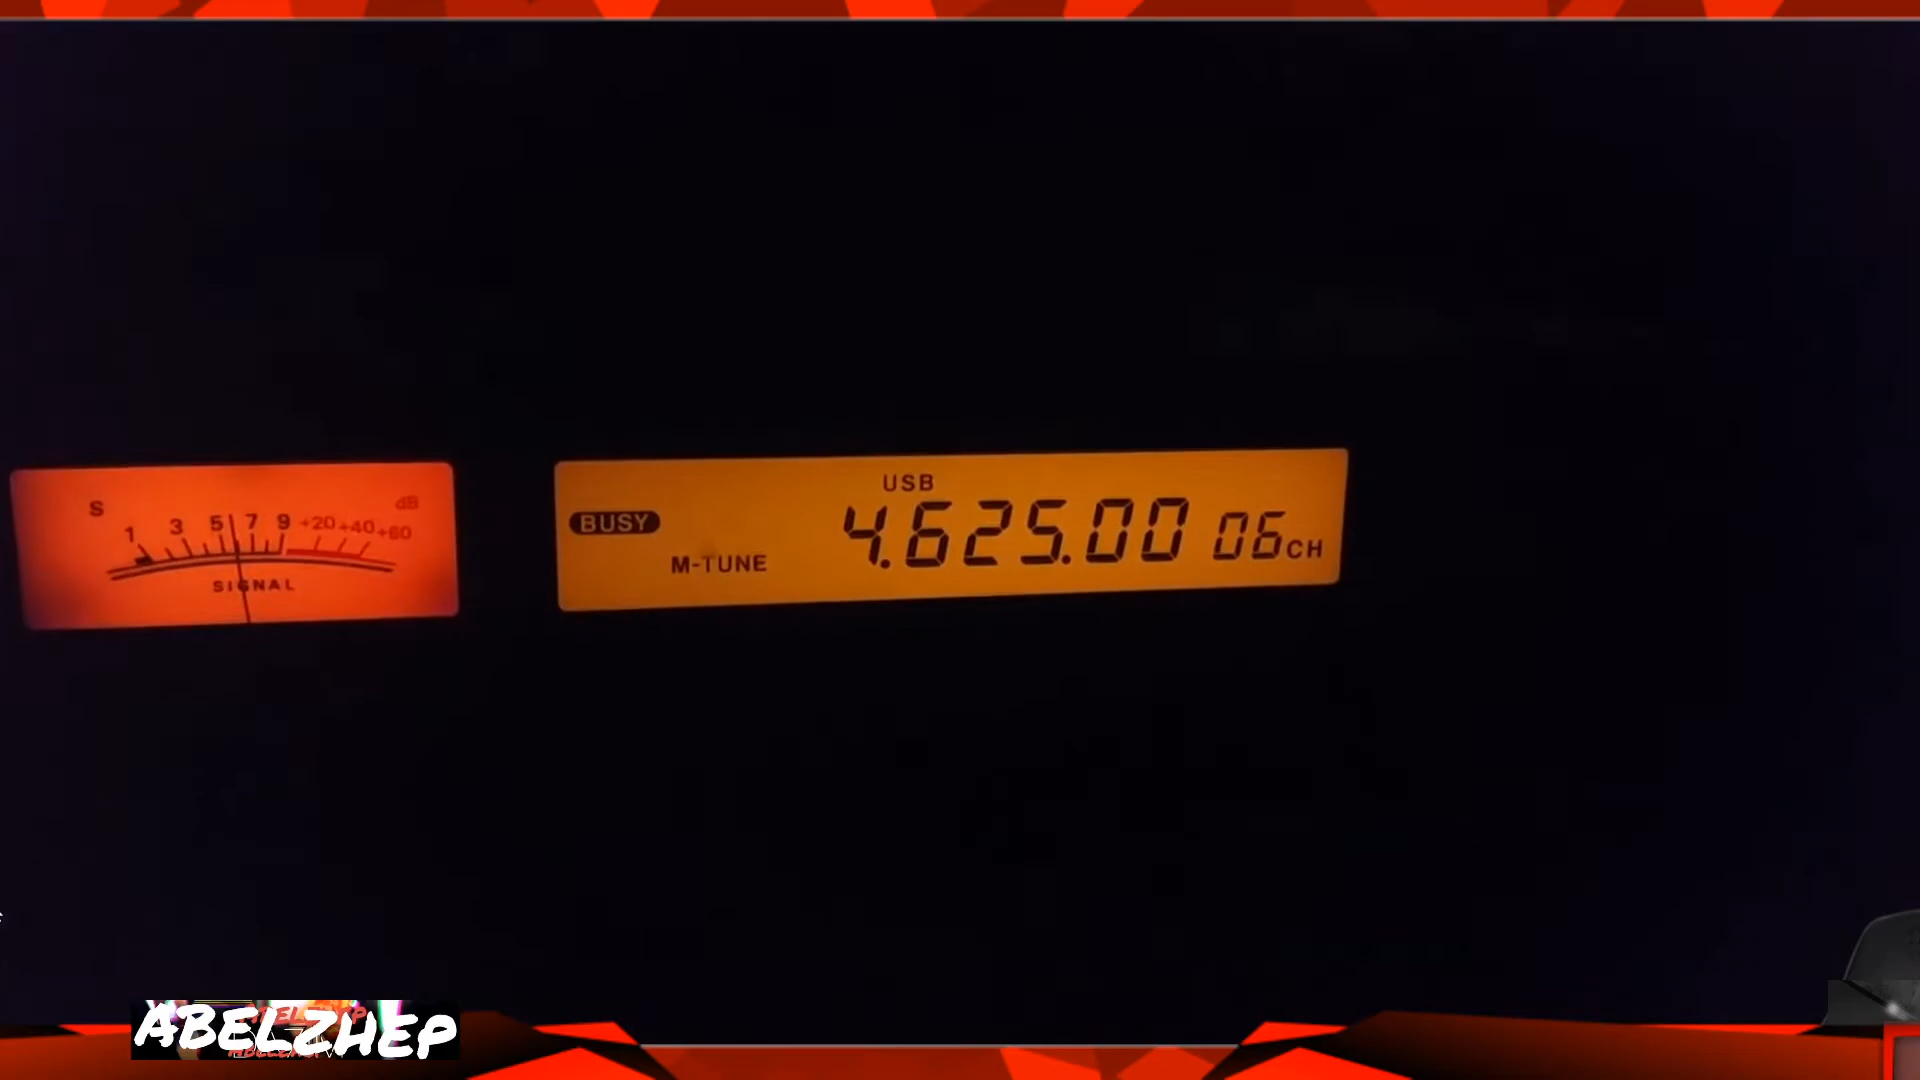 S
dB
1 3 5 7 9 +20 +40 +60
SIGNAL
USB
BUSY
4.625.00 06CH
M-TUNE
ABELZHEP